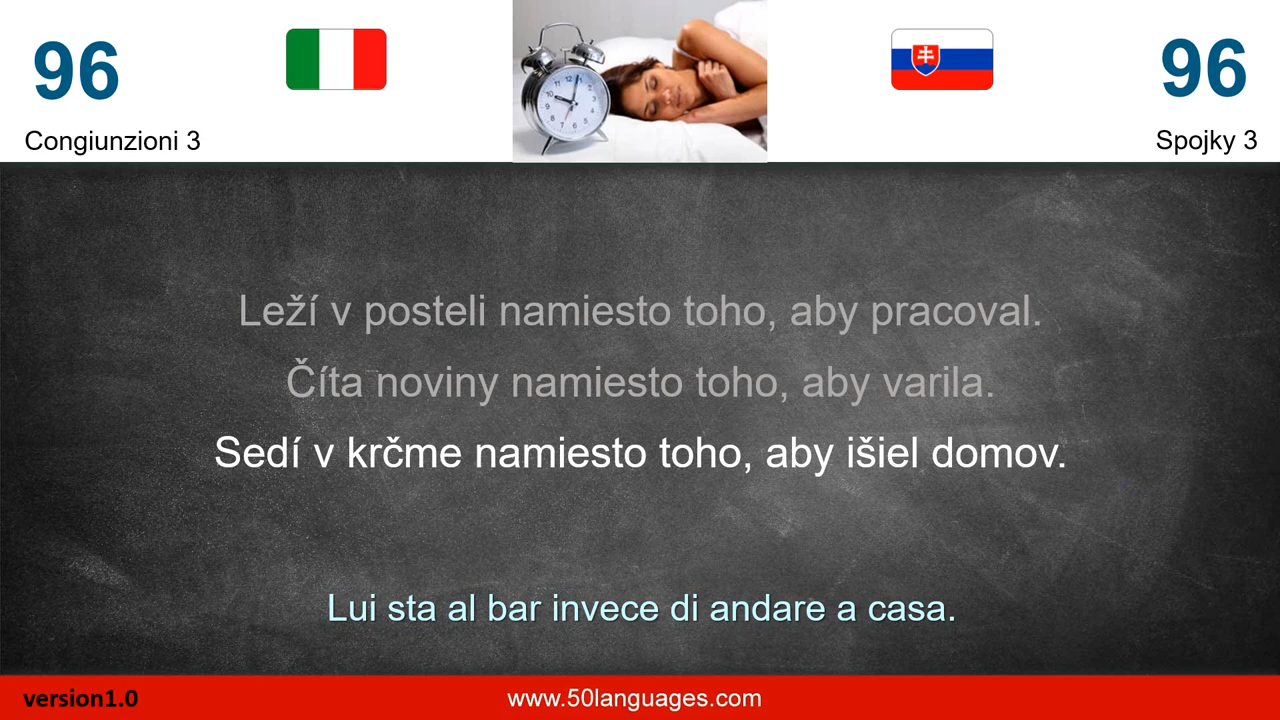 96
96
Congiunzioni 3
Spojky 3
Leží v posteli namiesto toho, aby pracoval.
Číta noviny namiesto toho, aby varila.
Sedí v krčme namiesto toho, aby išiel domov.
Lui sta al bar invece di andare a casa.
version1.0
www.50languages.com